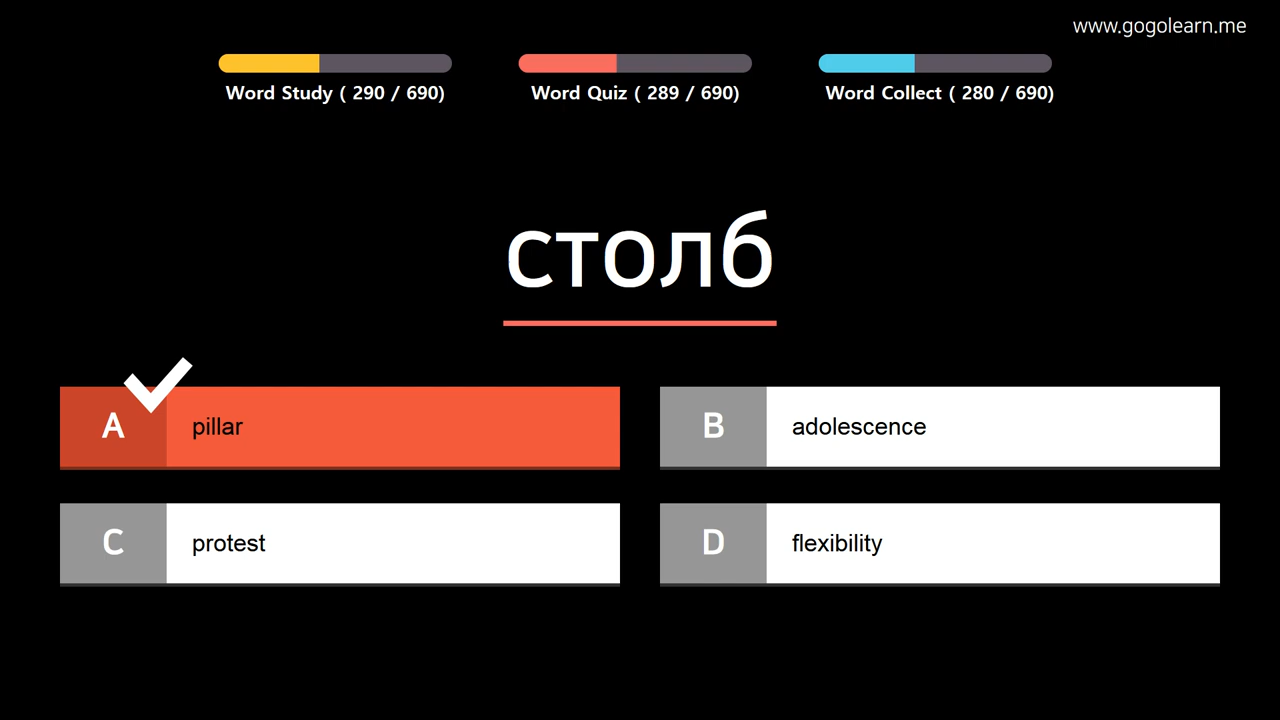 www.gogolearn.me
Word Study ( 290 / 690)
Word Quiz ( 289 / 690)
Word Collect ( 280 / 690)
столб
A pillar
B adolescence
C protest
D flexibility